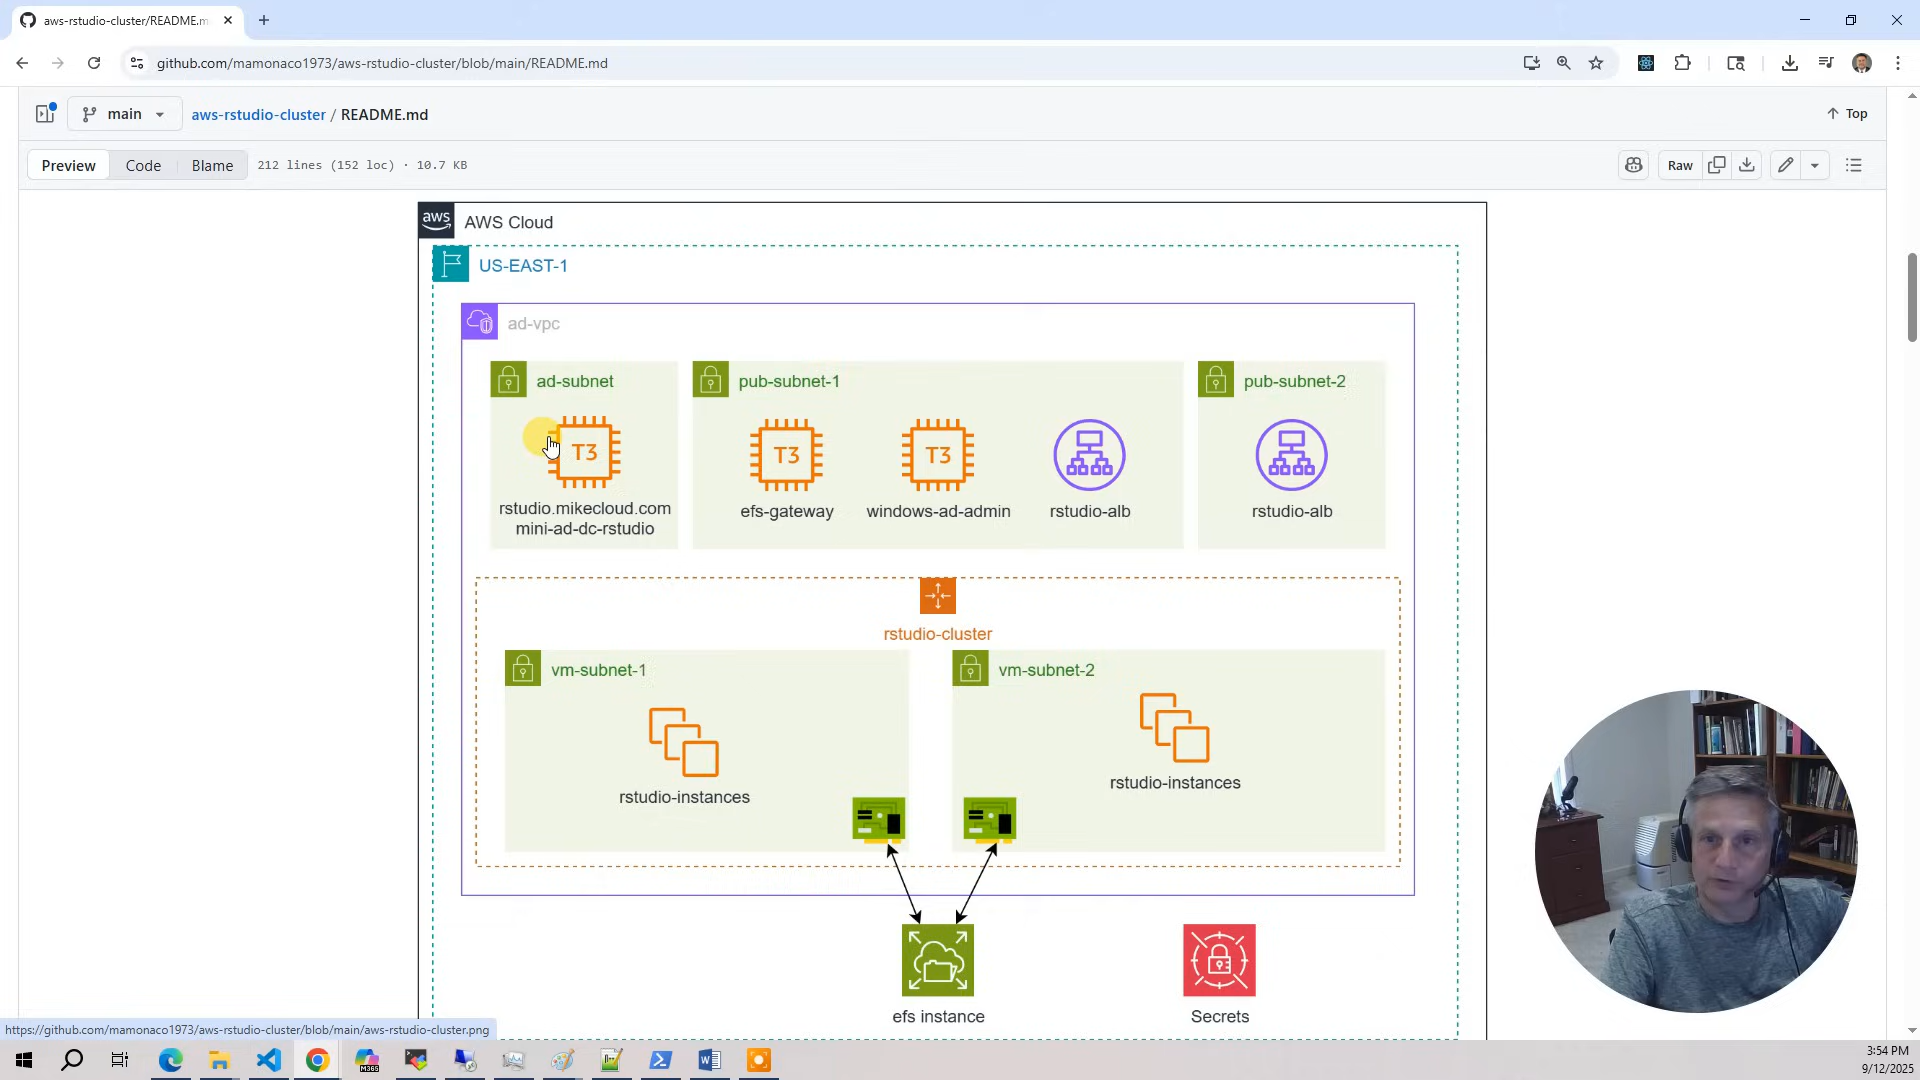 aws-rstudio-cluster/README.m
github.com/mamonaco1973/aws-rstudio-cluster/blob/main/README.md
main
aws-rstudio-cluster / README.md
Top
Preview
Code
Blame
212 lines (152 loc) · 10.7 KB
Raw
aws
AWS Cloud
US-EAST-1
ad-vpc
ad-subnet
pub-subnet-1
pub-subnet-2
T3
T3
T3
rstudio.mikecloud.com
mini-ad-dc-rstudio
efs-gateway
windows-ad-admin
rstudio-alb
rstudio-alb
rstudio-cluster
vm-subnet-1
vm-subnet-2
rstudio-instances
rstudio-instances
efs instance
Secrets
https://github.com/mamonaco1973/aws-rstudio-cluster/blob/main/aws-rstudio-cluster.png
M365
3:54 PM
9/12/2025